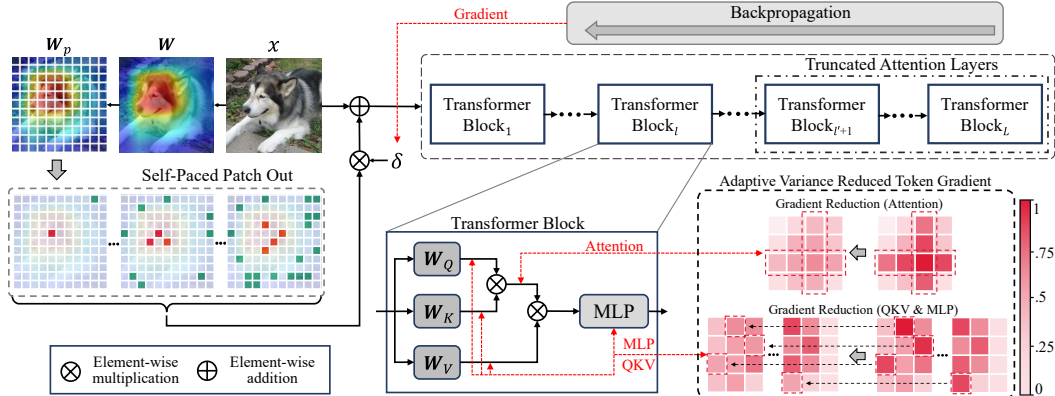 Gradient
Backpropagation
W_p
W
x
Truncated Attention Layers
Transformer
Block_1
Transformer
Block_l
Transformer
Block_{l'+1}
Transformer
Block_L
δ
Self-Paced Patch Out
Adaptive Variance Reduced Token Gradient
Gradient Reduction (Attention)
1
.75
.25
0
Transformer Block
Attention
W_Q
W_K
W_V
MLP
MLP
QKV
Gradient Reduction (QKV & MLP)
Element-wise
multiplication
Element-wise
addition